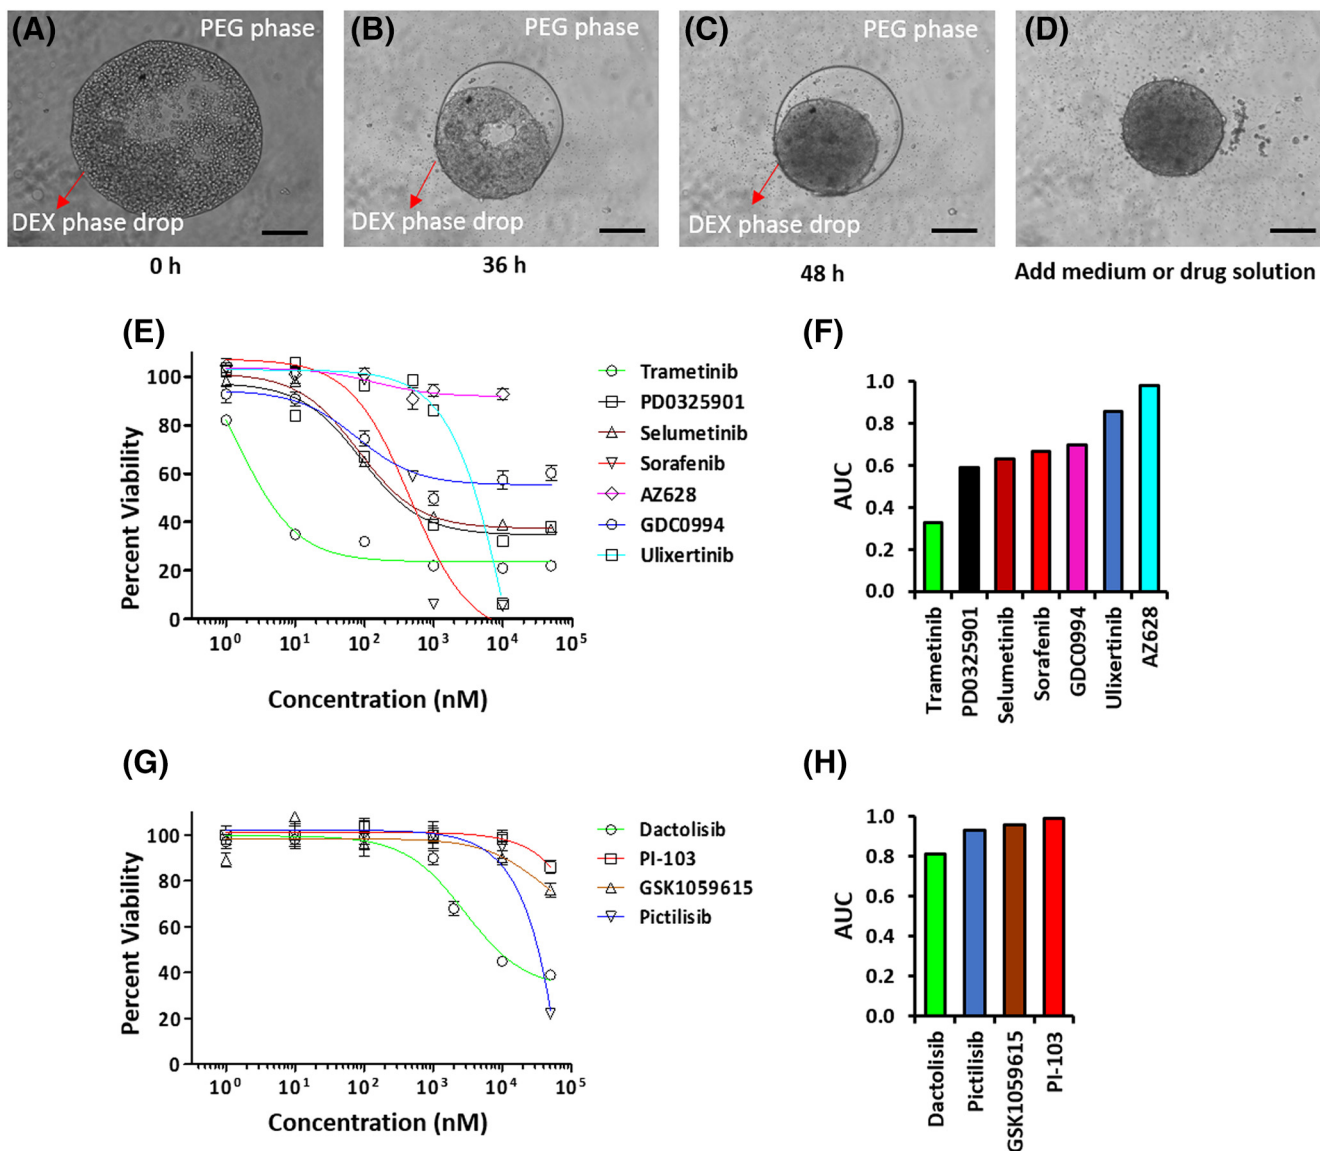 (A)
PEG phase
DEX phase drop
0 h
(B)
PEG phase
DEX phase drop
36 h
(C)
PEG phase
DEX phase drop
48 h
(D)
Add medium or drug solution
(E)
Percent Viability
100
80
60
40
20
0
10⁰ 10¹ 10² 10³ 10⁴ 10⁵
Concentration (nM)
Trametinib
PD0325901
Selumetinib
Sorafenib
AZ628
GDC0994
Ulixertinib
(F)
AUC
1.0
0.8
0.6
0.4
0.2
0.0
Trametinib
PD0325901
Selumetinib
Sorafenib
GDC0994
Ulixertinib
AZ628
(G)
Percent Viability
100
80
60
40
20
0
10⁰ 10¹ 10² 10³ 10⁴ 10⁵
Concentration (nM)
Dactolisib
PI-103
GSK1059615
Pictilisib
(H)
AUC
1.0
0.8
0.6
0.4
0.2
0.0
Dactolisib
Pictilisib
GSK1059615
PI-103